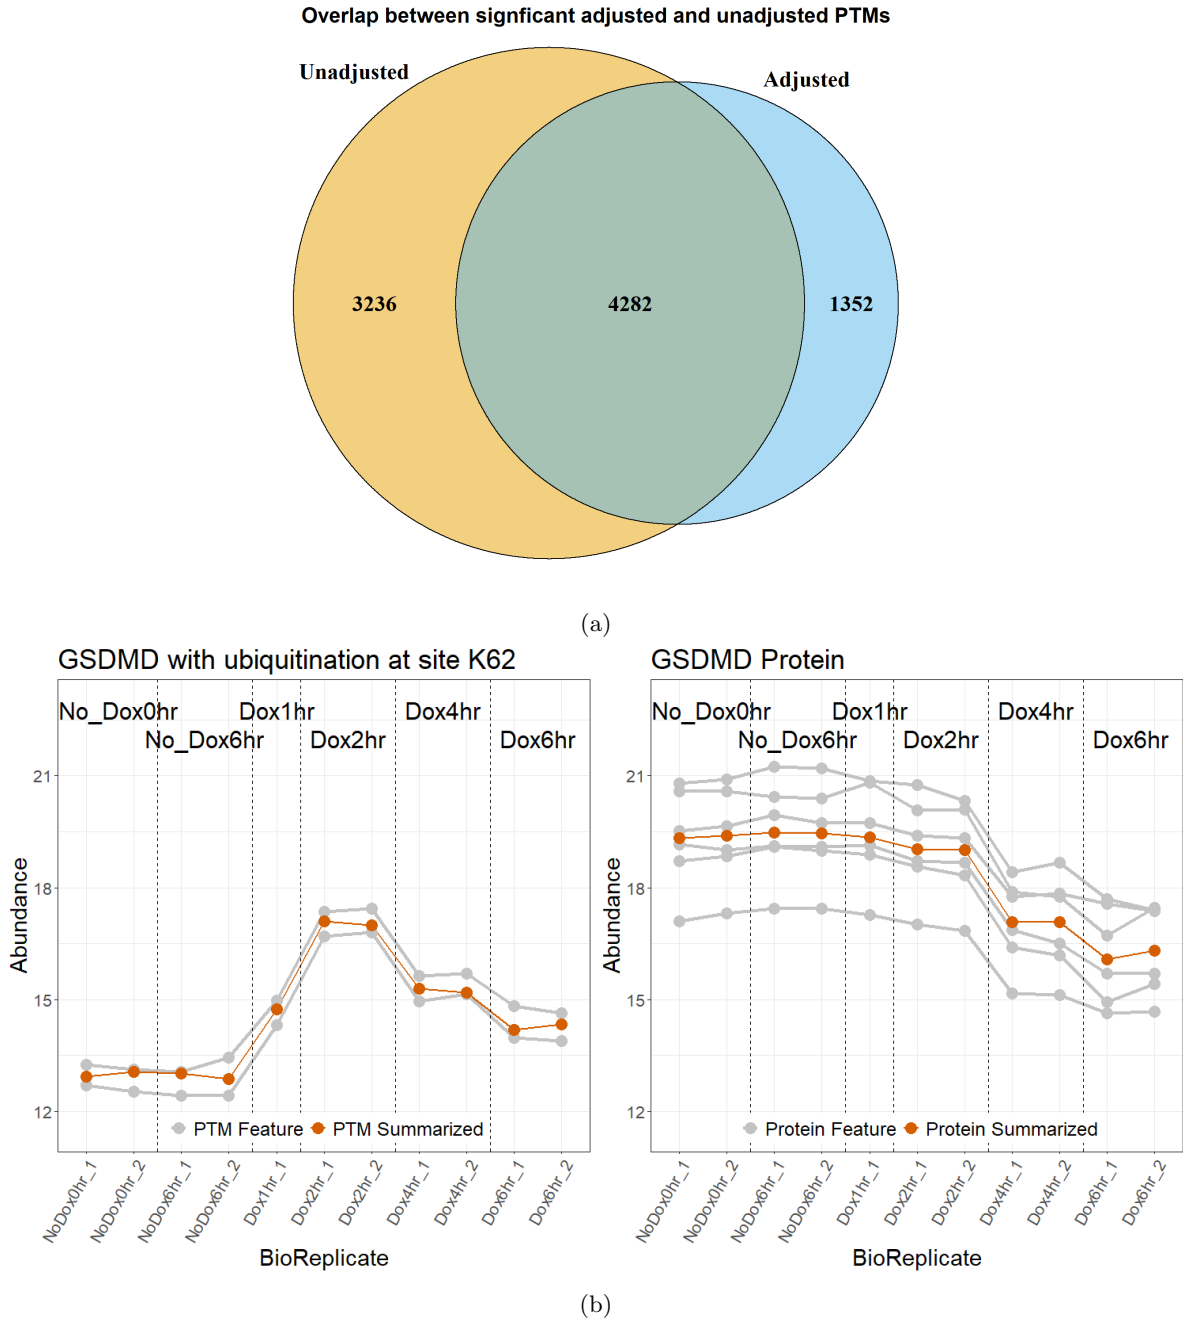 Overlap between signficant adjusted and unadjusted PTMs
Unadjusted
Adjusted
3236
4282
1352
(a)
GSDMD with ubiquitination at site K62
No_Dox0hr
Dox1hr
Dox4hr
No_Dox6hr
Dox2hr
Dox6hr
21
18
15
12
Abundance
PTM Feature
PTM Summarized
NoDox0hr_1
NoDox0hr_2
NoDox6hr_1
NoDox6hr_2
Dox1hr_1
Dox2hr_1
Dox2hr_2
Dox4hr_1
Dox4hr_2
Dox6hr_1
Dox6hr_2
BioReplicate
GSDMD Protein
No_Dox0hr
Dox1hr
Dox4hr
No_Dox6hr
Dox2hr
Dox6hr
21
18
15
12
Abundance
Protein Feature
Protein Summarized
NoDox0hr_1
NoDox0hr_2
NoDox6hr_1
NoDox6hr_2
Dox1hr_1
Dox2hr_1
Dox2hr_2
Dox4hr_1
Dox4hr_2
Dox6hr_1
Dox6hr_2
BioReplicate
(b)